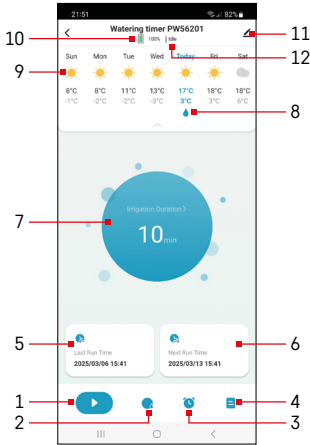 21:51 82%
Watering timer PW56201
100% | Idle
Sun Mon Tue Wed Today Fri Sat
8°C 8°C 11°C 13°C 17°C 18°C 18°C
-1°C -2°C -2°C -3°C 3°C 3°C 6°C
Irrigation Duration >
10 min
Last Run Time
2025/03/06 15:41
Next Run Time
2025/03/13 15:41
10
11
12
9
8
7
5
6
1
4
2
3